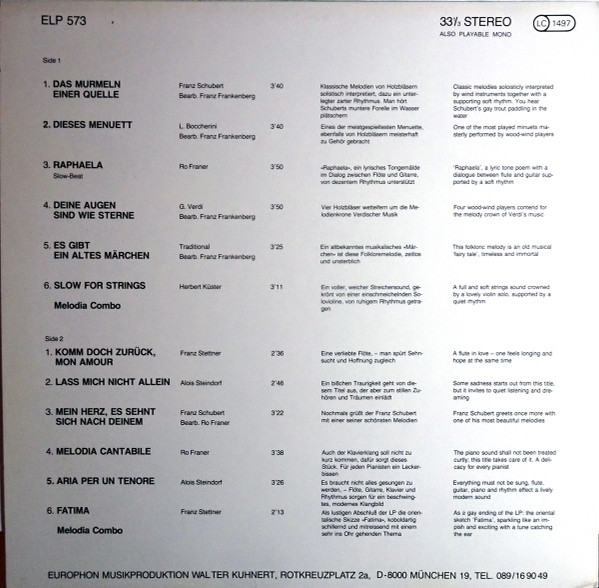 ELP 573
33⅓ STEREO
ALSO PLAYABLE MONO
LC 1497
Side 1
1. DAS MURMELN
EINER QUELLE
Franz Schubert
Bearb. Franz Frankenberg
3'40
Klassische Melodien von Holzbläsern
solistisch interpretiert, dazu ein unter-
legter zarter Rhythmus. Man hört
Schuberts muntere Forelle im Wasser
plätschern
Classic melodies soloisticly interpreted
by wind instruments together with a
supporting soft rhythm. You hear
Schubert's gay trout paddling in the
water
2. DIESES MENUETT
L. Boccherini
Bearb. Franz Frankenberg
3'40
Eines der meistgespieltesten Menuette,
ebenfalls von Holzbläsern meisterhaft
zu Gehör gebracht
One of the most played minuets ma-
sterly performed by wood-wind players
3. RAPHAELA
Slow-Beat
Ro Franer
3'50
«Raphaela», ein lyrisches Tongemälde
im Dialog zwischen Flöte und Gitarre,
von dezentem Rhythmus unterstützt
'Raphaela', a lyric tone poem with a
dialogue between flute and guitar sup-
ported by a soft rhythm
4. DEINE AUGEN
SIND WIE STERNE
G. Verdi
Bearb. Franz Frankenberg
3'50
Vier Holzbläser wetteifern um die Me-
lodienkrone Verdischer Musik
Four wood-wind players contend for
the melody crown of Verdi's music
5. ES GIBT
EIN ALTES MÄRCHEN
Traditional
Bearb. Franz Frankenberg
3'25
Ein altbekanntes musikalisches «Mär-
chen» ist diese Folkloremelodie, zeitlos
und unsterblich
This folkloric melody is an old musical
fairy tale', timeless and immortal
6. SLOW FOR STRINGS
Herbert Küster
3'11
Ein voller, weicher Streichersound, ge-
krönt von einer einschmeichelnden So-
lovioline, von ruhigem Rhythmus getra-
gen
A full and soft strings sound crowned
by a lovely violin solo, supported by a
quiet rhythm
Melodia Combo
Side 2
1. KOMM DOCH ZURÜCK,
MON AMOUR
Franz Stettner
2'36
Eine verliebte Flöte, – man spürt Sehn-
sucht und Hoffnung zugleich
A flute in love – one feels longing and
hope at the same time
2. LASS MICH NICHT ALLEIN
Alois Steindorf
2'46
Ein bißchen Traurigkeit geht von die-
sem Titel aus, der aber zum stillen Zu-
hören und Träumen einlädt
Some sadness starts out from this title,
but it invites to quiet listening and dre-
aming
3. MEIN HERZ, ES SEHNT
SICH NACH DEINEM
Franz Schubert
Bearb. Ro Franer
3'22
Nochmals grüßt der Franz Schubert
mit einer seiner schönsten Melodien
Franz Schubert greets once more with
one of his most beautiful melodies
4. MELODIA CANTABILE
Ro Franer
3'38
Auch der Klavierklang soll nicht zu
kurz kommen, dafür sorgt dieses
Stück. Für jeden Pianisten ein Lecker-
bissen
The piano sound shall not been treated
curtly; this title takes care of it. A deli-
cacy for every pianist
5. ARIA PER UN TENORE
Alois Steindorf
3'26
Es braucht nicht alles gesungen zu
werden, – Flöte, Gitarre, Klavier und
Rhythmus sorgen für ein beschwing-
tes, modernes Klangbild
Everything must not be sung, flute,
guitar, piano and rhythm effect a lively
modern sound
6. FATIMA
Franz Stettner
2'13
Als lustigen Abschluß der LP die orien-
talische Skizze «Fatima», koboldartig
schillernd und mitreissend mit einem
sehr ins Ohr gehenden Thema
As a gay ending of the LP: the oriental
sketch 'Fatima', sparkling like an im-
pish and exciting with a tune catching
the ear
Melodia Combo
EUROPHON MUSIKPRODUKTION WALTER KUHNERT, ROTKREUZPLATZ 2a, D-8000 MÜNCHEN 19, TEL. 089/16 90 49